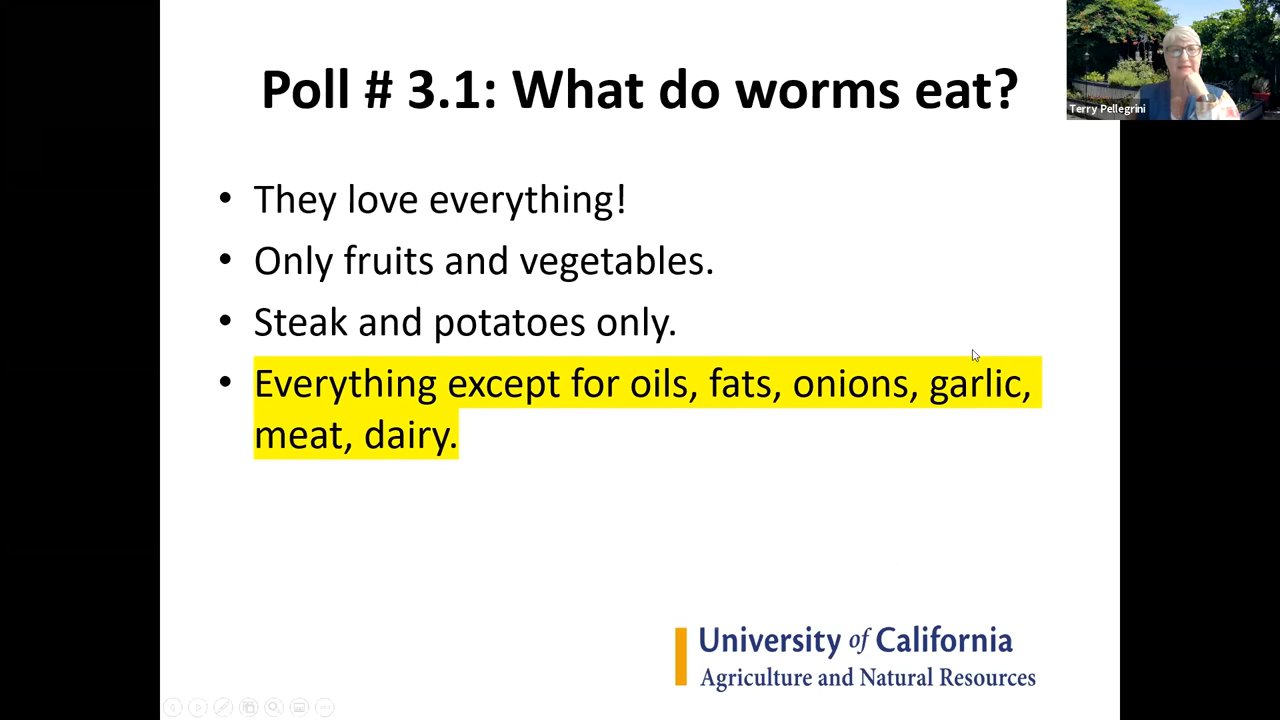 Poll # 3.1: What do worms eat?
Terry Pellegrini
• They love everything!
• Only fruits and vegetables.
• Steak and potatoes only.
• Everything except for oils, fats, onions, garlic,
meat, dairy.
University of California
Agriculture and Natural Resources